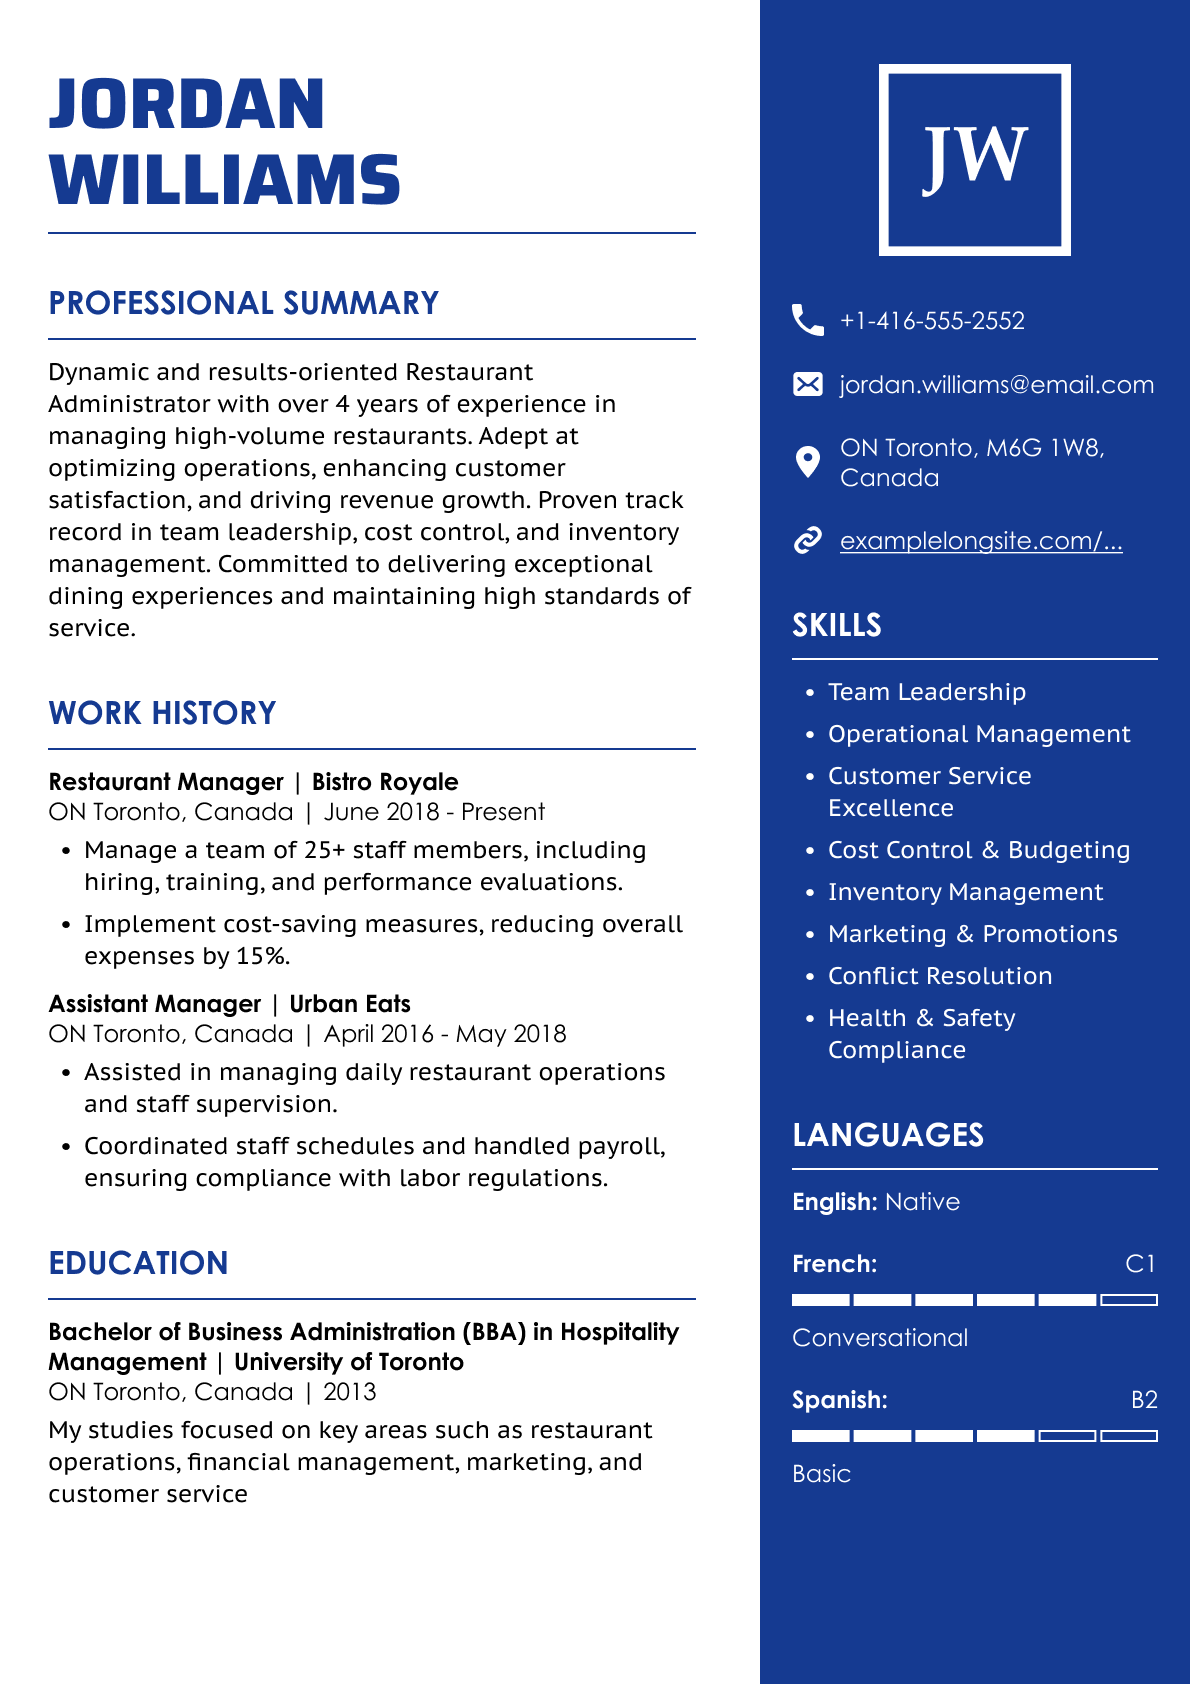 JORDAN
WILLIAMS
PROFESSIONAL SUMMARY
Dynamic and results-oriented Restaurant
Administrator with over 4 years of experience in
managing high-volume restaurants. Adept at
optimizing operations, enhancing customer
satisfaction, and driving revenue growth. Proven track
record in team leadership, cost control, and inventory
management. Committed to delivering exceptional
dining experiences and maintaining high standards of
service.
WORK HISTORY
Restaurant Manager | Bistro Royale
ON Toronto, Canada | June 2018 - Present
• Manage a team of 25+ staff members, including
hiring, training, and performance evaluations.
• Implement cost-saving measures, reducing overall
expenses by 15%.
Assistant Manager | Urban Eats
ON Toronto, Canada | April 2016 - May 2018
• Assisted in managing daily restaurant operations
and staff supervision.
• Coordinated staff schedules and handled payroll,
ensuring compliance with labor regulations.
EDUCATION
Bachelor of Business Administration (BBA) in Hospitality
Management | University of Toronto
ON Toronto, Canada | 2013
My studies focused on key areas such as restaurant
operations, financial management, marketing, and
customer service
JW
+1-416-555-2552
jordan.williams@email.com
ON Toronto, M6G 1W8,
Canada
examplelongsite.com/...
SKILLS
• Team Leadership
• Operational Management
• Customer Service
Excellence
• Cost Control & Budgeting
• Inventory Management
• Marketing & Promotions
• Conflict Resolution
• Health & Safety
Compliance
LANGUAGES
English: Native
French: C1
Conversational
Spanish: B2
Basic